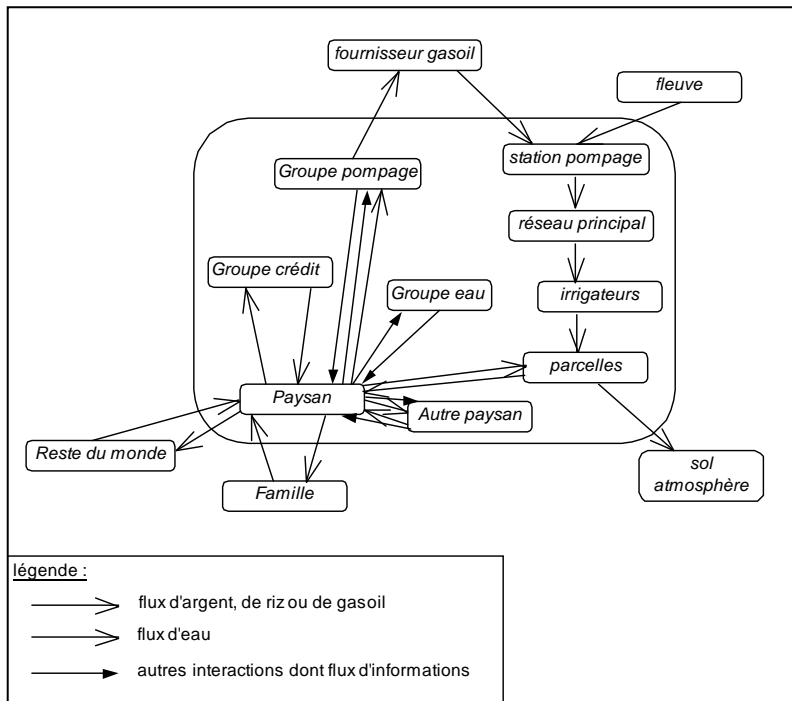 fournisseur gasoil
fleuve
station pompage
Groupe pompage
réseau principal
Groupe crédit
Groupe eau
irrigateurs
parcelles
Paysan
Autre paysan
Reste du monde
sol
atmosphère
Famille
légende :
flux d'argent, de riz ou de gasoil
flux d'eau
autres interactions dont flux d'informations